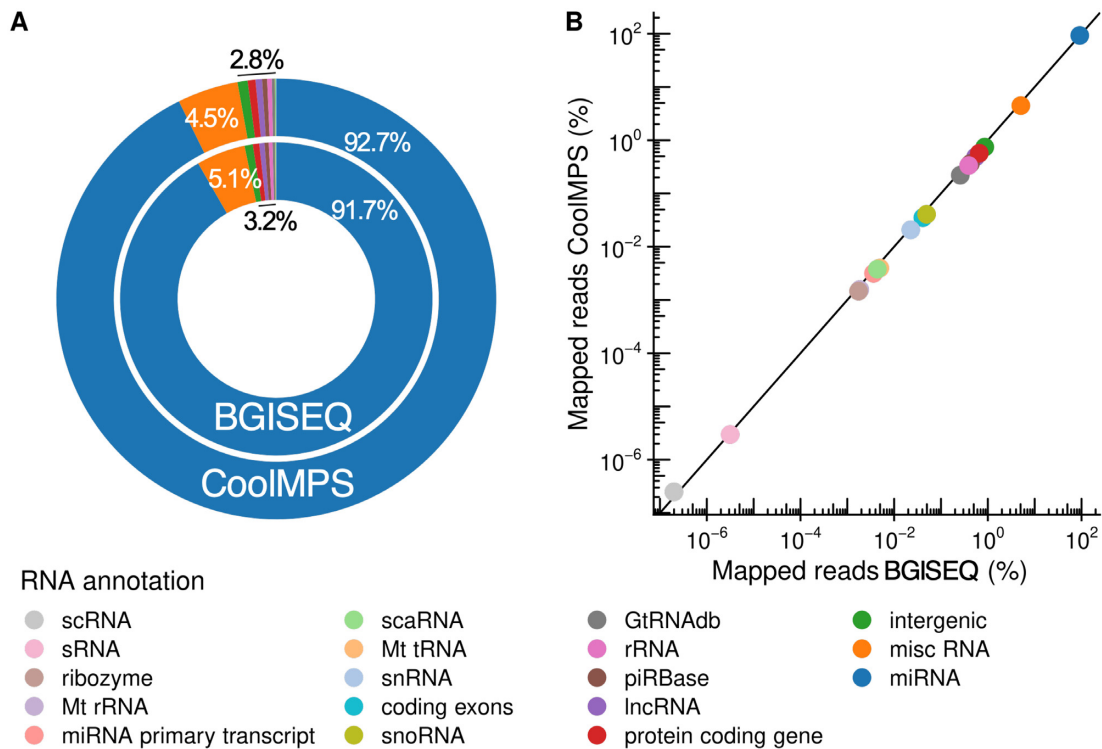 A
2.8%
4.5%
92.7%
5.1%
91.7%
3.2%
BGISEQ
CoolMPS
B
Mapped reads CoolMPS (%)
10^2
10^0
10^-2
10^-4
10^-6
10^-6 10^-4 10^-2 10^0 10^2
Mapped reads BGISEQ (%)
RNA annotation
scRNA
sRNA
ribozyme
Mt rRNA
miRNA primary transcript
scaRNA
Mt tRNA
snRNA
coding exons
snoRNA
GtRNAdb
rRNA
piRBase
lncRNA
protein coding gene
intergenic
misc RNA
miRNA